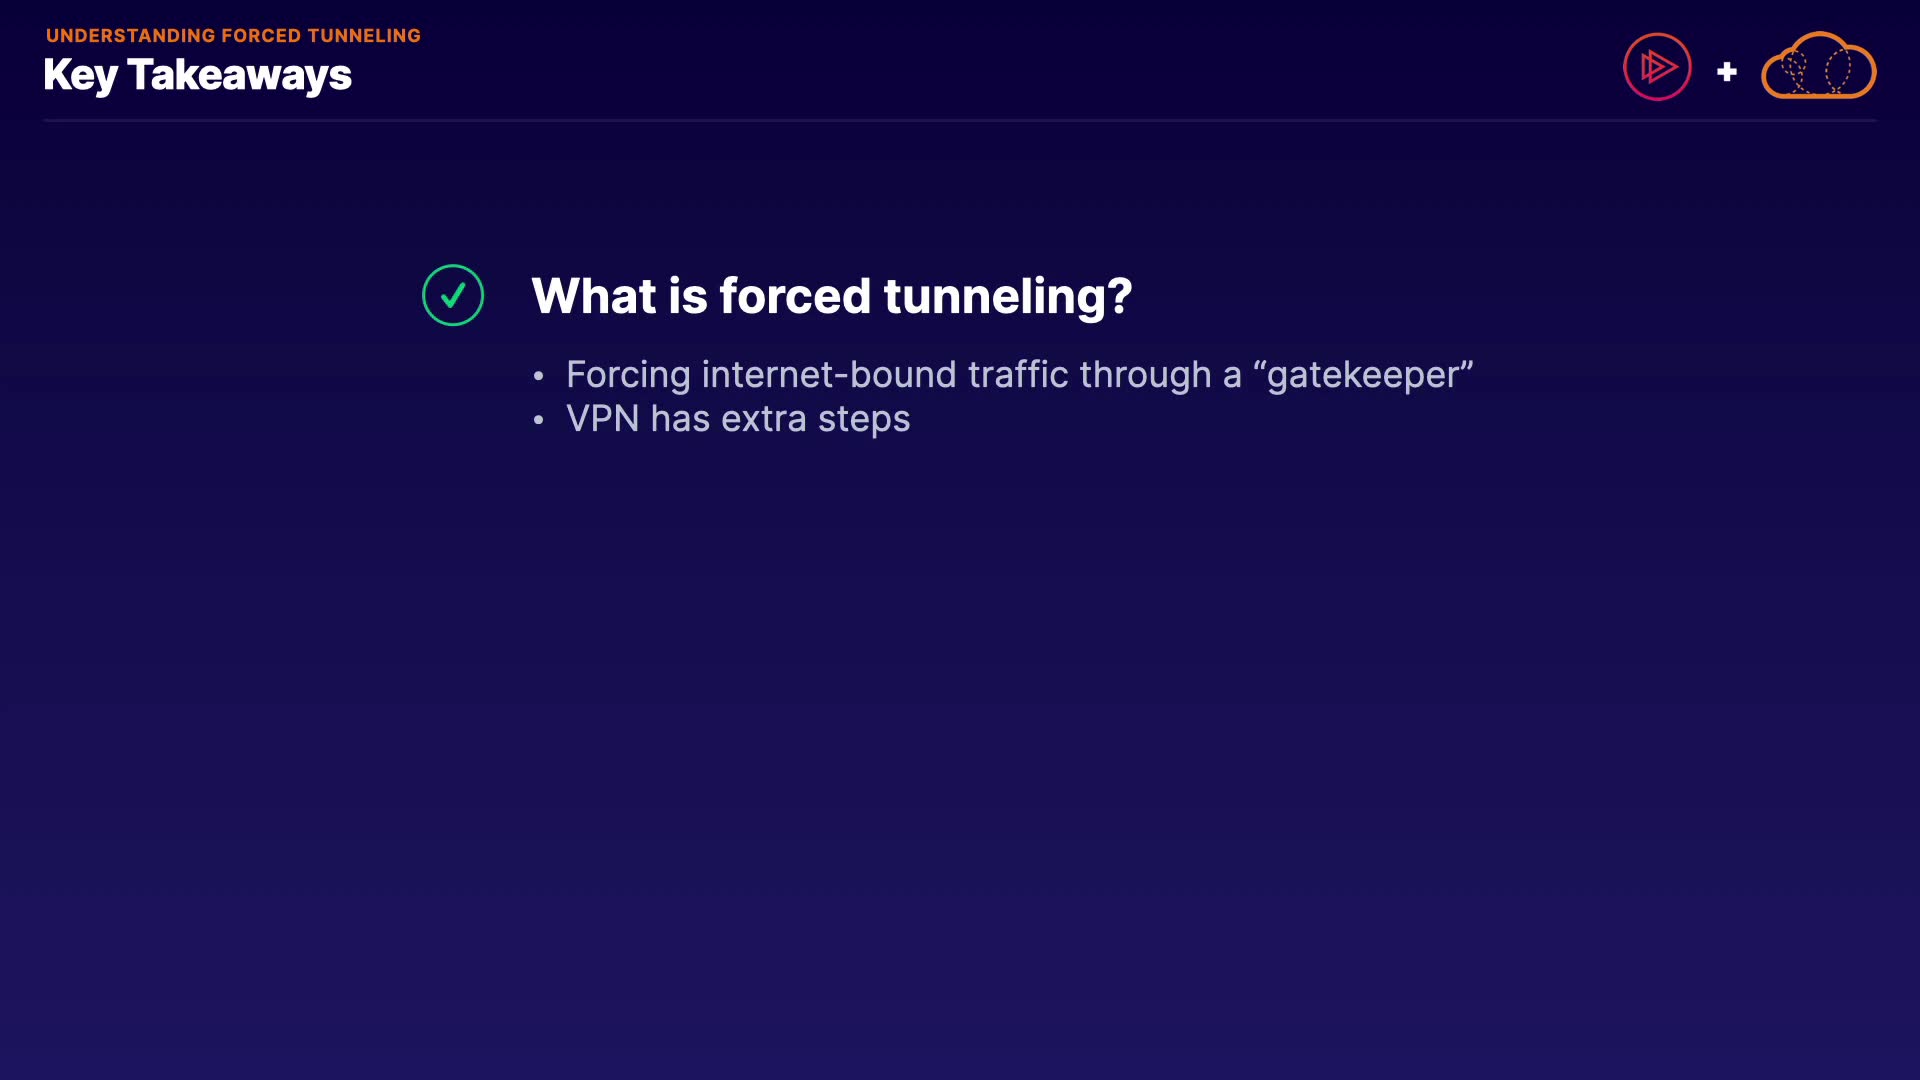 UNDERSTANDING FORCED TUNNELING
Key Takeaways
What is forced tunneling?
• Forcing internet-bound traffic through a “gatekeeper”
• VPN has extra steps